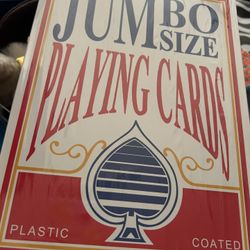 JUMBO
SIZE
PLAYING CARDS
PLASTIC COATED